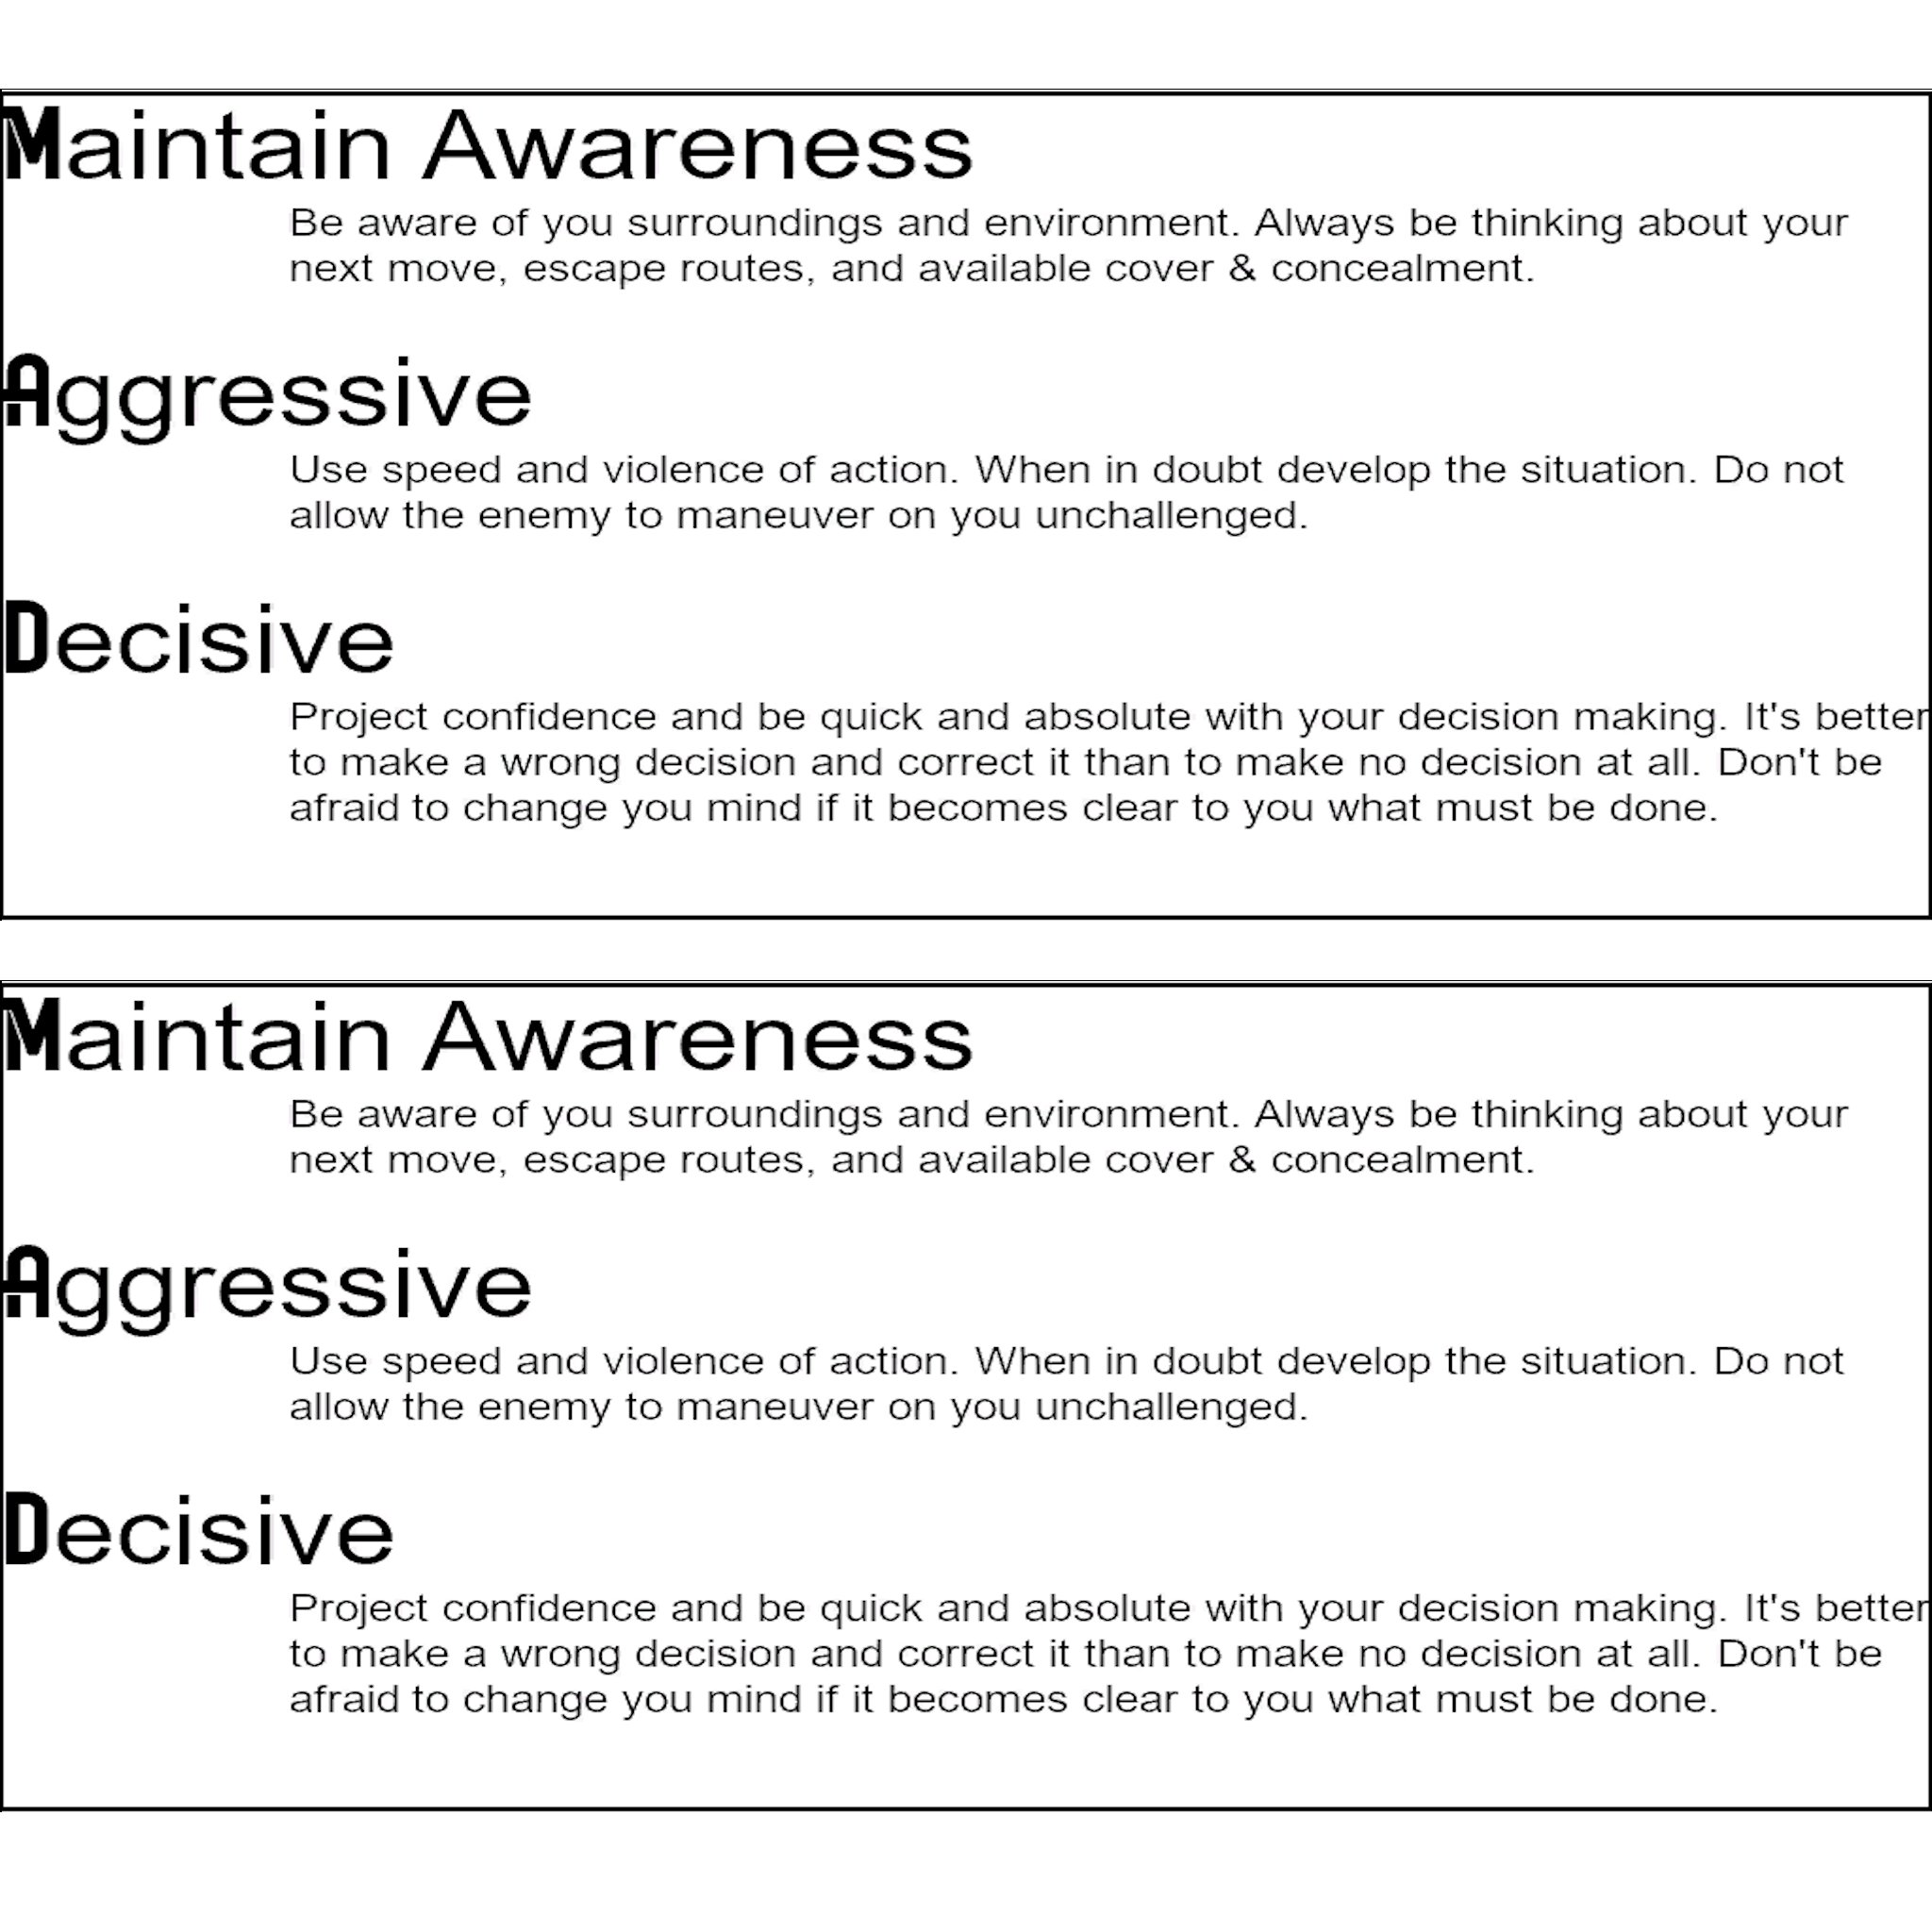 Maintain Awareness
Be aware of you surroundings and environment. Always be thinking about your
next move, escape routes, and available cover & concealment.
Aggressive
Use speed and violence of action. When in doubt develop the situation. Do not
allow the enemy to maneuver on you unchallenged.
Decisive
Project confidence and be quick and absolute with your decision making. It's better
to make a wrong decision and correct it than to make no decision at all. Don't be
afraid to change you mind if it becomes clear to you what must be done.
Maintain Awareness
Be aware of you surroundings and environment. Always be thinking about your
next move, escape routes, and available cover & concealment.
Aggressive
Use speed and violence of action. When in doubt develop the situation. Do not
allow the enemy to maneuver on you unchallenged.
Decisive
Project confidence and be quick and absolute with your decision making. It's better
to make a wrong decision and correct it than to make no decision at all. Don't be
afraid to change you mind if it becomes clear to you what must be done.